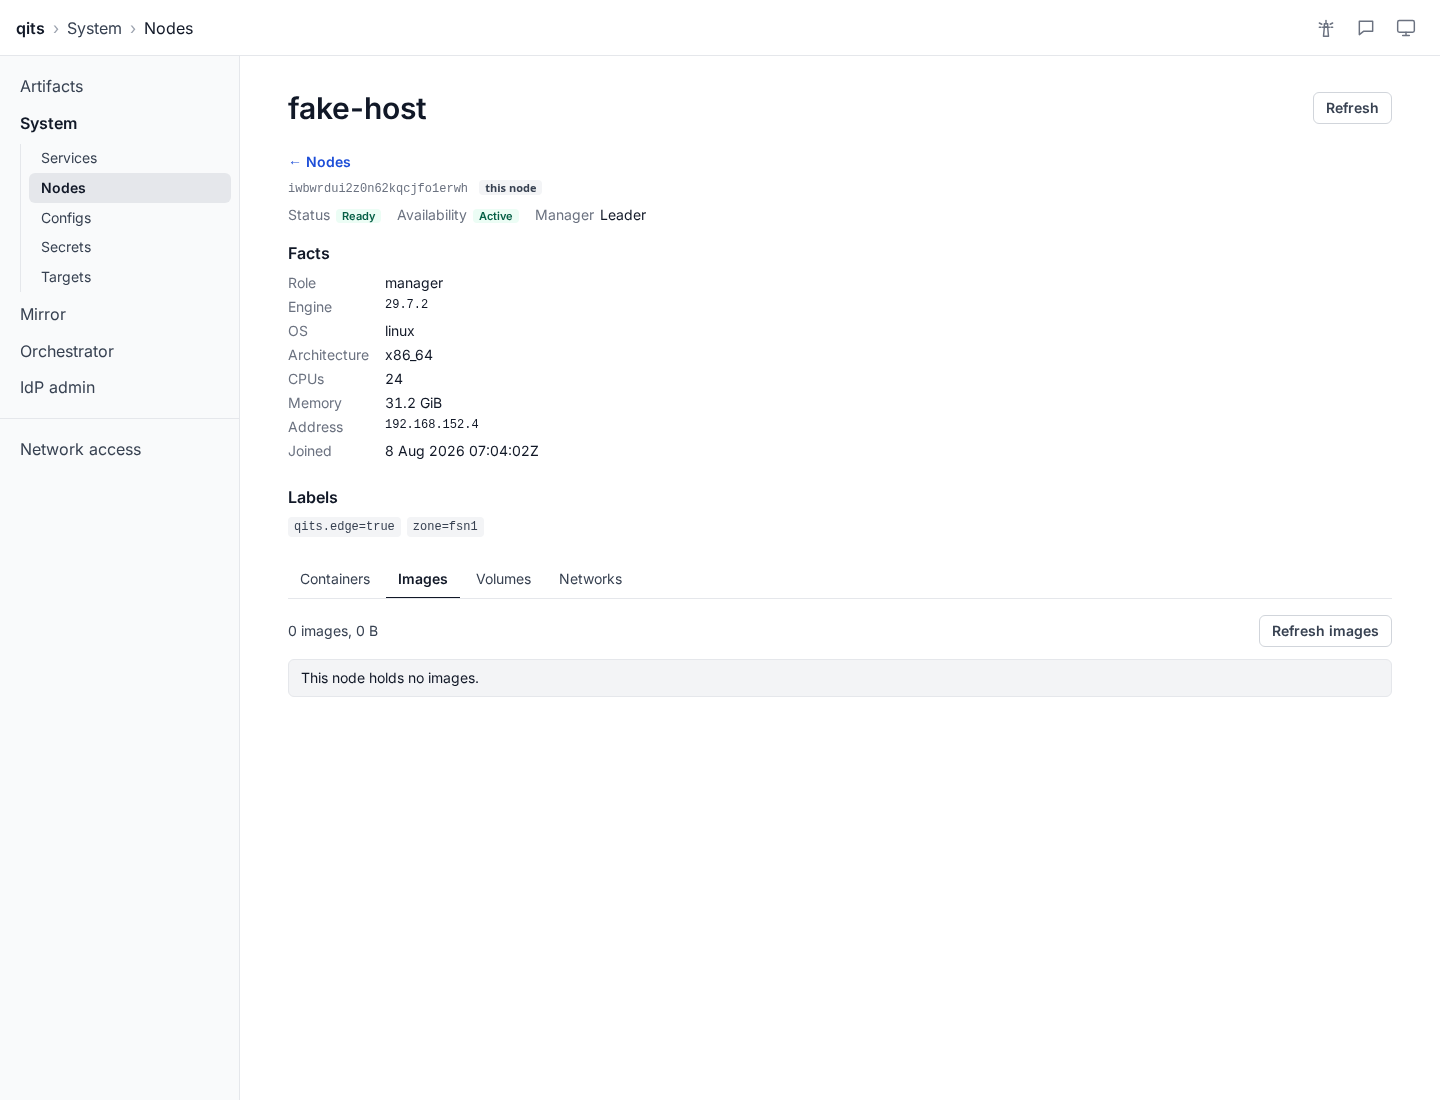 qits › System › Nodes
Artifacts
System
Services
Nodes
Configs
Secrets
Targets
Mirror
Orchestrator
IdP admin
Network access
fake-host
Refresh
← Nodes
iwbwrdui2z0n62kqcjfo1erwh this node
Status Ready Availability Active Manager Leader
Facts
Role manager
Engine 29.7.2
OS linux
Architecture x86_64
CPUs 24
Memory 31.2 GiB
Address 192.168.152.4
Joined 8 Aug 2026 07:04:02Z
Labels
qits.edge=true zone=fsn1
Containers Images Volumes Networks
0 images, 0 B
Refresh images
This node holds no images.